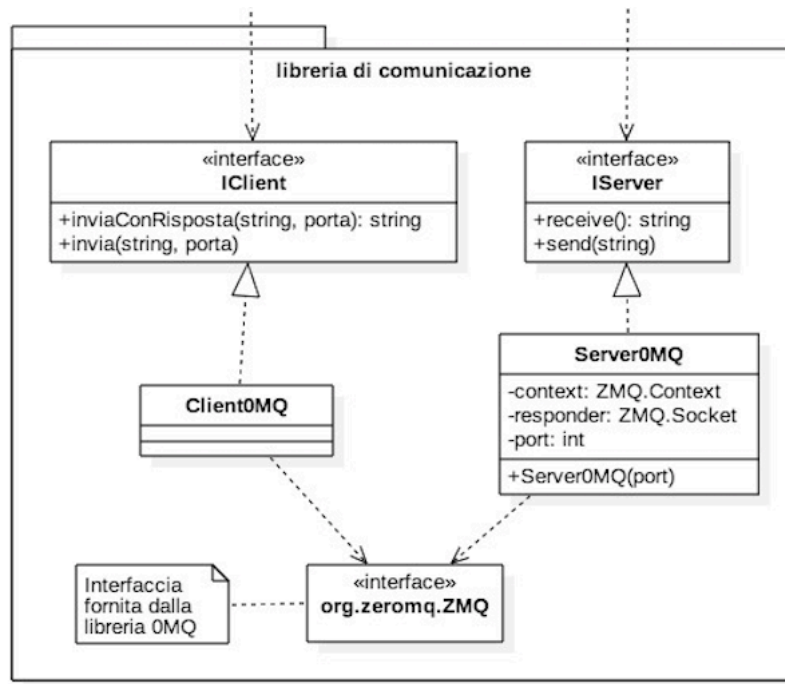 libreria di comunicazione
«interface»
IClient
+inviaConRisposta(string, porta): string
+invia(string, porta)
«interface»
IServer
+receive(): string
+send(string)
Client0MQ
Server0MQ
-context: ZMQ.Context
-responder: ZMQ.Socket
-port: int
+Server0MQ(port)
Interfaccia
fornita dalla
libreria 0MQ
«interface»
org.zeromq.ZMQ